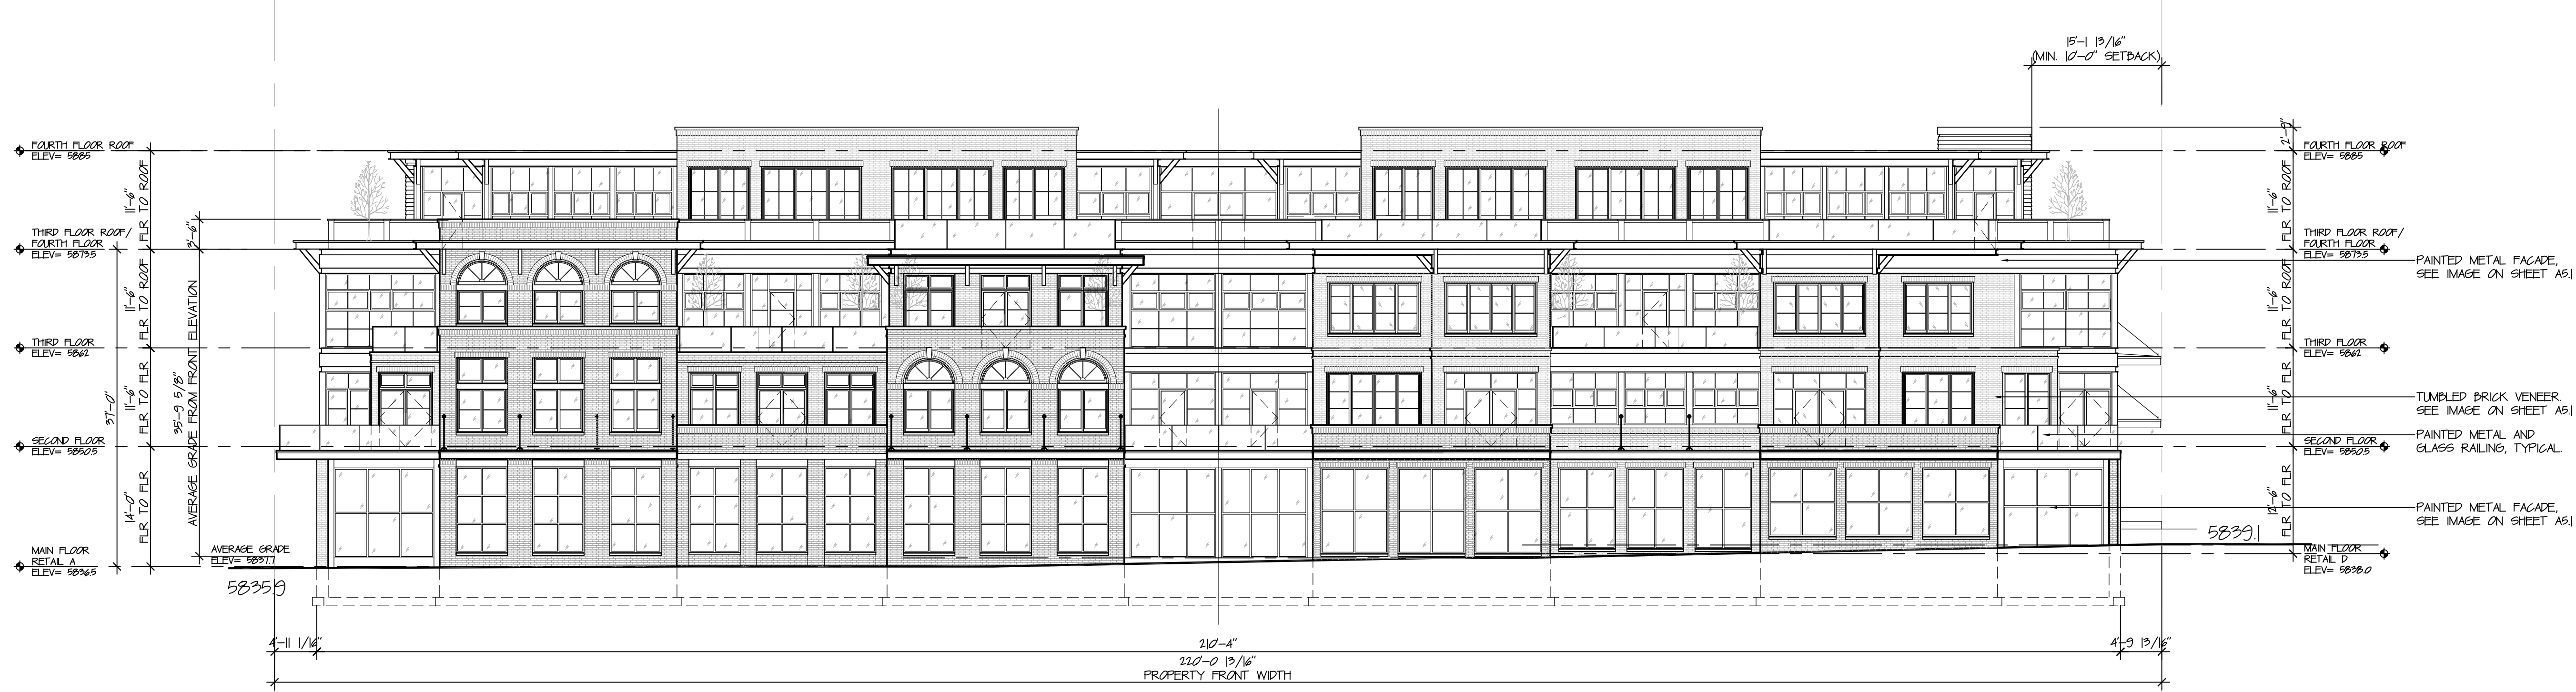 15'-1 13/16"
(MIN. 10'-0" SETBACK)
FOURTH FLOOR ROOF
ELEV= 5885
11'-6"
FLR TO ROOF
THIRD FLOOR ROOF/
FOURTH FLOOR
ELEV= 5873.5
3'-6"
11'-6"
FLR TO ROOF
THIRD FLOOR
ELEV= 5862
37'-0"
11'-6"
FLR TO FLR
35'-9 5/8"
AVERAGE GRADE FROM FRONT ELEVATION
SECOND FLOOR
ELEV= 5850.5
14'-0"
FLR TO FLR
MAIN FLOOR
RETAIL A
ELEV= 5836.5
AVERAGE GRADE
ELEV= 5837.7
5835.9
2'-9"
FOURTH FLOOR ROOF
ELEV= 5885
11'-6"
FLR TO ROOF
THIRD FLOOR ROOF/
FOURTH FLOOR
ELEV= 5873.5
PAINTED METAL FACADE,
SEE IMAGE ON SHEET A5.1
11'-6"
FLR TO ROOF
THIRD FLOOR
ELEV= 5862
11'-6"
FLR TO FLR
TUMBLED BRICK VENEER.
SEE IMAGE ON SHEET A5.1
PAINTED METAL AND
GLASS RAILING, TYPICAL.
SECOND FLOOR
ELEV= 5850.5
12'-6"
FLR TO FLR
PAINTED METAL FACADE,
SEE IMAGE ON SHEET A5.1
5839.1
MAIN FLOOR
RETAIL D
ELEV= 5838.0
4'-11 1/16"
210'-4"
4'-9 13/16"
220'-0 13/16"
PROPERTY FRONT WIDTH